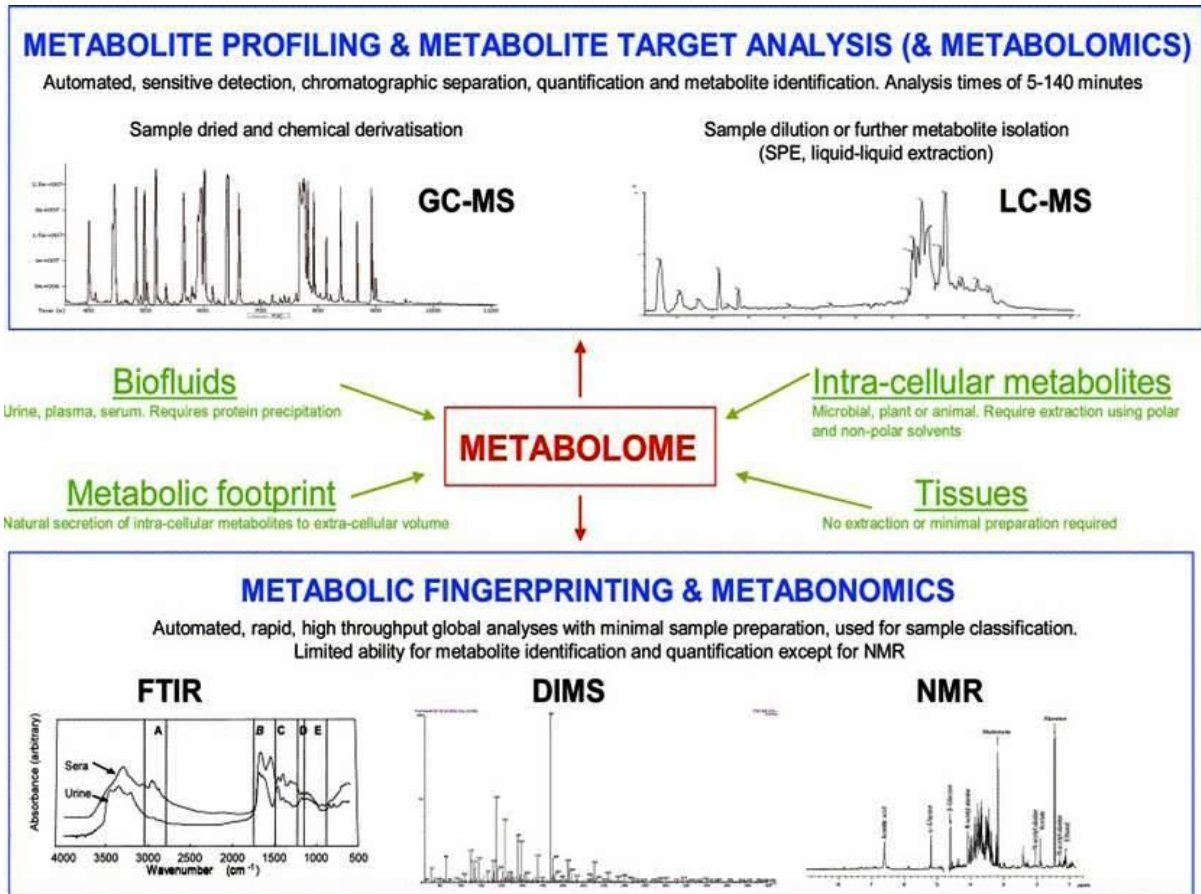 METABOLITE PROFILING & METABOLITE TARGET ANALYSIS (& METABOLOMICS)
Automated, sensitive detection, chromatographic separation, quantification and metabolite identification. Analysis times of 5-140 minutes
Sample dried and chemical derivatisation
Sample dilution or further metabolite isolation
(SPE, liquid-liquid extraction)
GC-MS
LC-MS
Biofluids
Urine, plasma, serum. Requires protein precipitation
Intra-cellular metabolites
Microbial, plant or animal. Require extraction using polar
and non-polar solvents
METABOLOME
Metabolic footprint
Natural secretion of intra-cellular metabolites to extra-cellular volume
Tissues
No extraction or minimal preparation required
METABOLIC FINGERPRINTING & METABONOMICS
Automated, rapid, high throughput global analyses with minimal sample preparation, used for sample classification.
Limited ability for metabolite identification and quantification except for NMR
FTIR
DIMS
NMR
Absorbance (arbitrary)
A B C D E
Sera
Urine
4000 3500 3000 2500 2000 1500 1000 500
Wavenumber (cm-1)